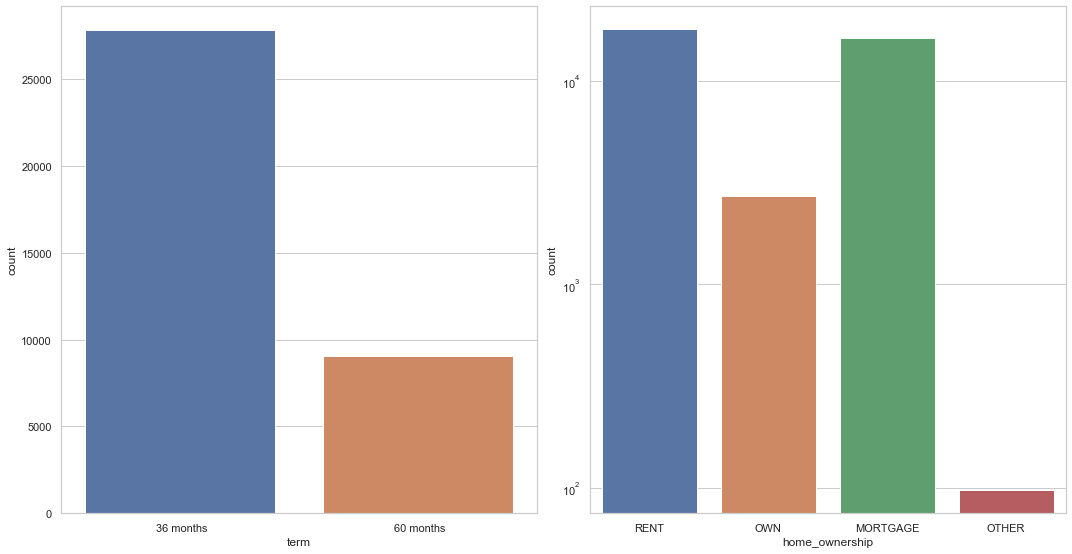 count
25000
20000
15000
10000
5000
0
36 months
60 months
term
count
10⁴
10³
10²
RENT
OWN
MORTGAGE
OTHER
home_ownership